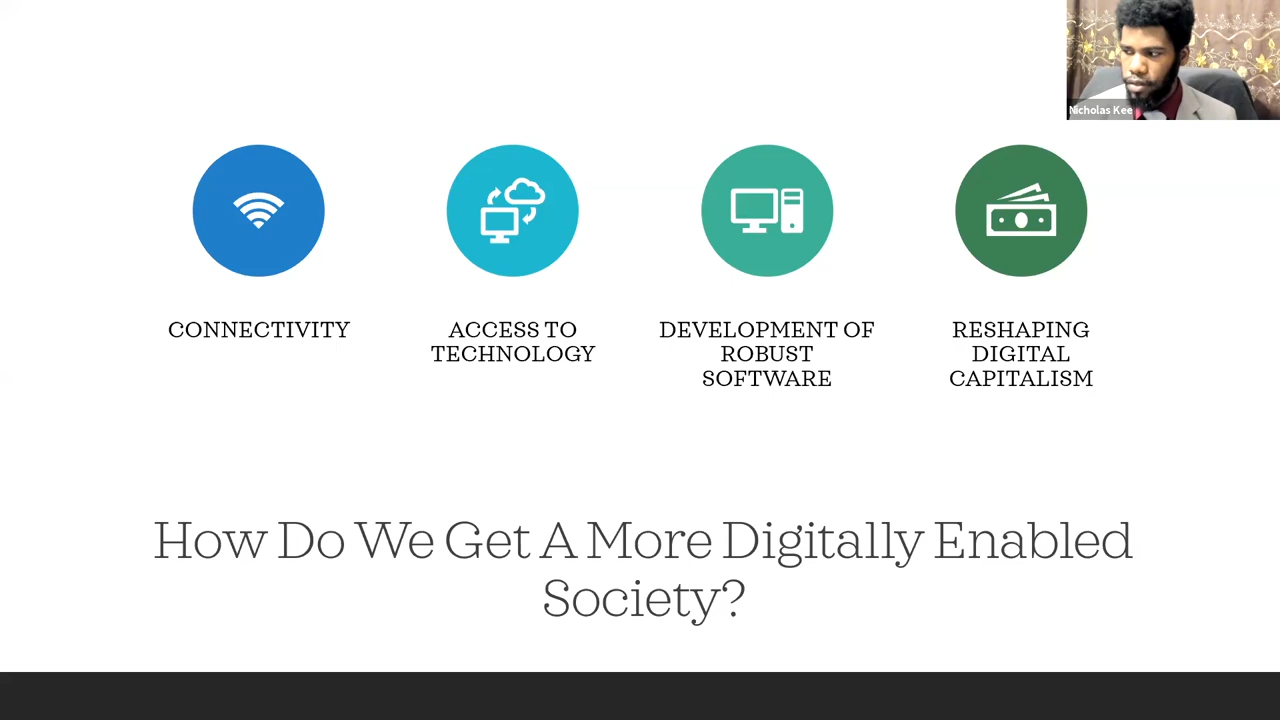 Nicholas Kee
CONNECTIVITY
ACCESS TO
TECHNOLOGY
DEVELOPMENT OF
ROBUST
SOFTWARE
RESHAPING
DIGITAL
CAPITALISM
How Do We Get A More Digitally Enabled
Society?